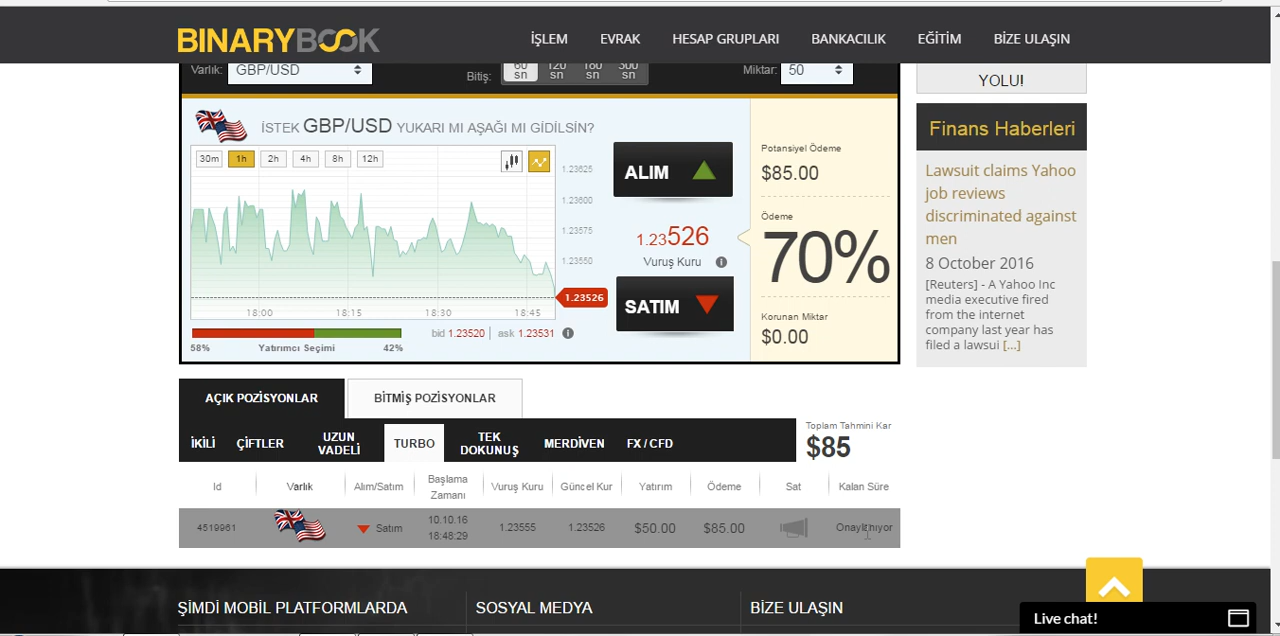 BINARYBOOK
İŞLEM EVRAK HESAP GRUPLARI BANKACILIK EĞİTİM BİZE ULAŞIN
Varlık: GBP/USD Bitiş: 60 sn 120 sn 180 sn 300 sn Miktar: 50
YOLU!
İSTEK GBP/USD YUKARI MI AŞAĞI MI GİDİLSİN?
30m 1h 2h 4h 8h 12h
1.23625
1.23600
1.23575
1.23550
1.23526
18:00 18:15 18:30 18:45
58% Yatırımcı Seçimi 42%
bid 1.23520 ask 1.23531
ALIM
1.23526
Vuruş Kuru
SATIM
Potansiyel Ödeme
$85.00
Ödeme
70%
Korunan Miktar
$0.00
Finans Haberleri
Lawsuit claims Yahoo
job reviews
discriminated against
men
8 October 2016
[Reuters] - A Yahoo Inc
media executive fired
from the internet
company last year has
filed a lawsui [...]
AÇIK POZİSYONLAR BİTMİŞ POZİSYONLAR
İKİLİ ÇİFTLER UZUN VADELİ TURBO TEK DOKUNUŞ MERDİVEN FX / CFD
Toplam Tahmini Kar
$85
Id Varlık Alım/Satım Başlama Zamanı Vuruş Kuru Güncel Kur Yatırım Ödeme Sat Kalan Süre
4519961 Satım 10.10.16 18:48:29 1.23555 1.23526 $50.00 $85.00 Onaylanıyor
ŞİMDİ MOBİL PLATFORMLARDA SOSYAL MEDYA BİZE ULAŞIN
Live chat!